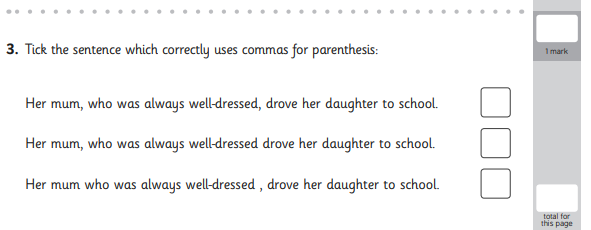 3. Tick the sentence which correctly uses commas for parenthesis:
1 mark
Her mum, who was always well-dressed, drove her daughter to school.
Her mum, who was always well-dressed drove her daughter to school.
Her mum who was always well-dressed , drove her daughter to school.
total for
this page